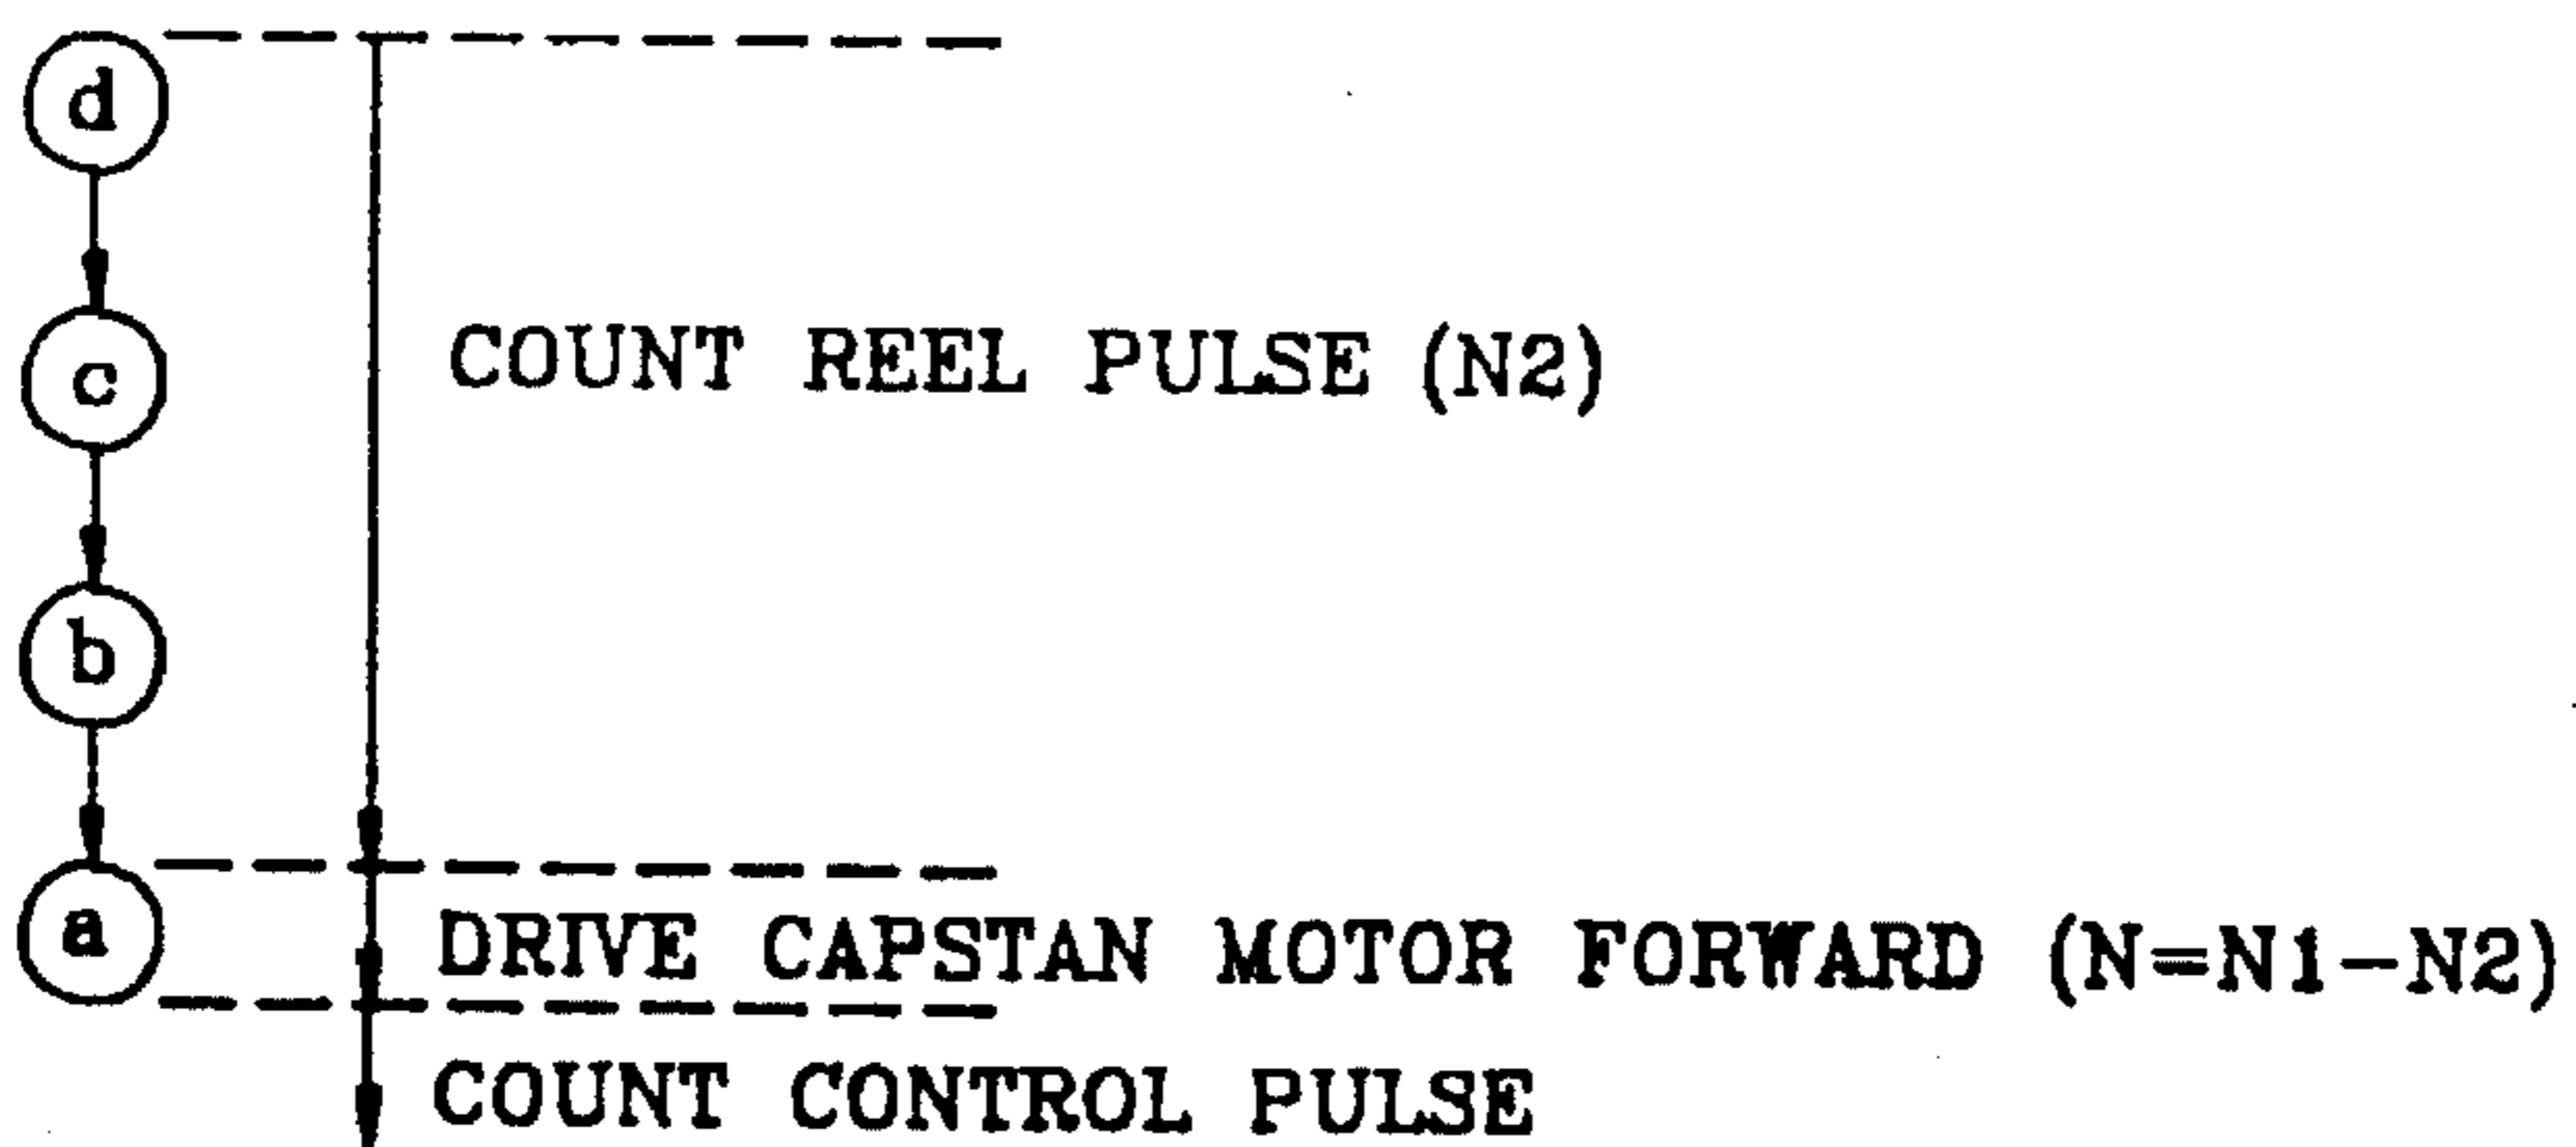 d
c
COUNT REEL PULSE (N2)
b
a
DRIVE CAPSTAN MOTOR FORWARD (N=N1-N2)
COUNT CONTROL PULSE